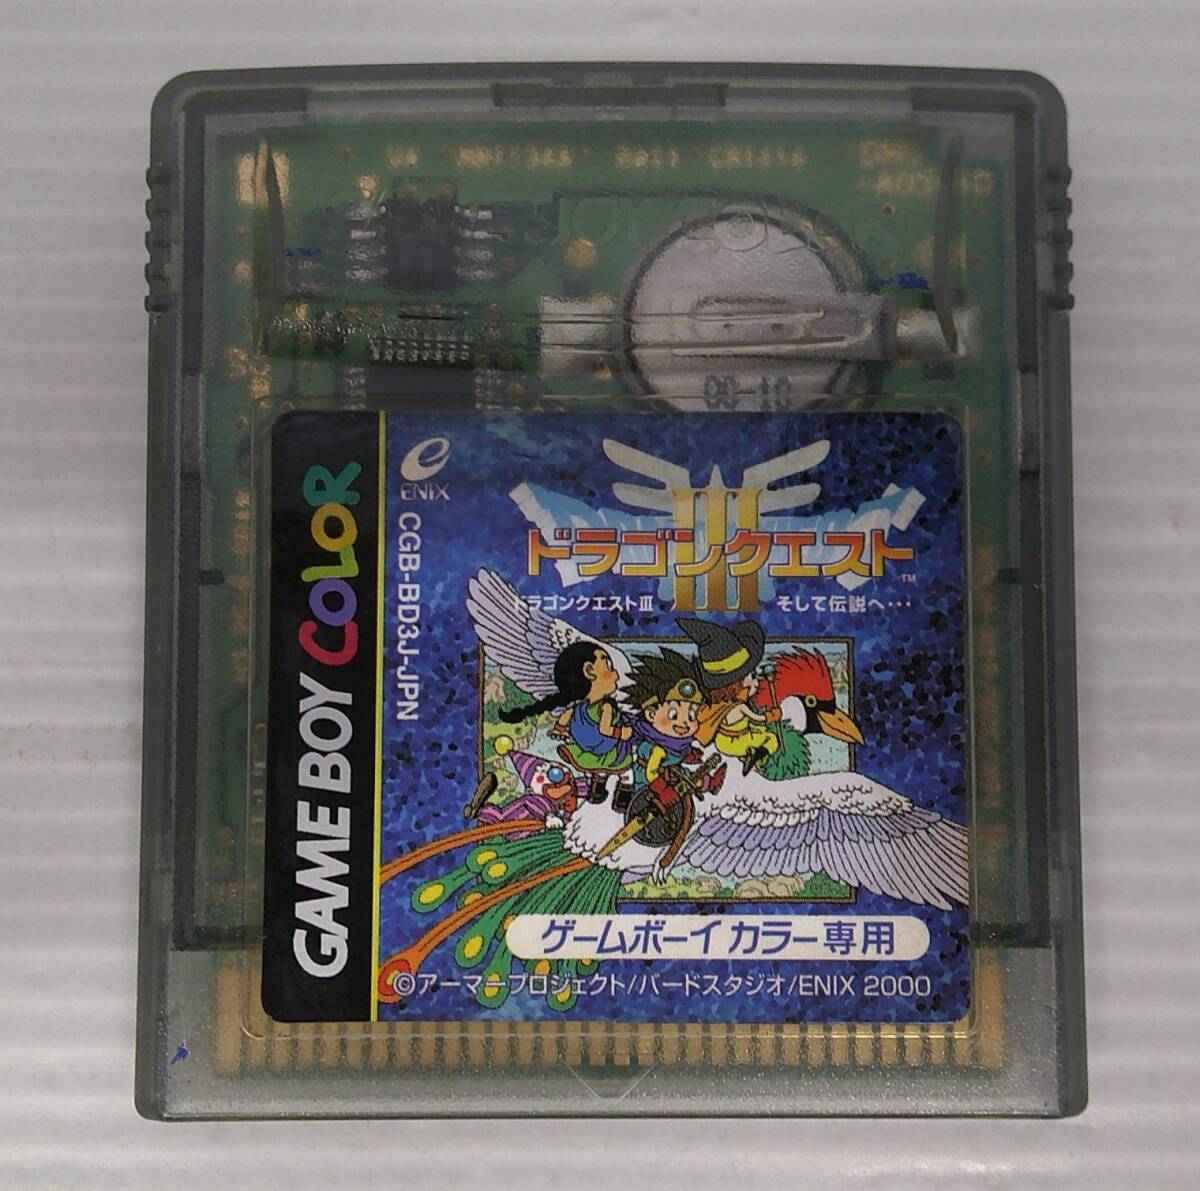 GAME BOY COLOR
ENIX
CGB-BD3J-JPN
III
ドラゴンクエスト
TM
ドラゴンクエストIII そして伝説へ…
ゲームボーイカラー専用
©アーマープロジェクト/バードスタジオ/ENIX 2000